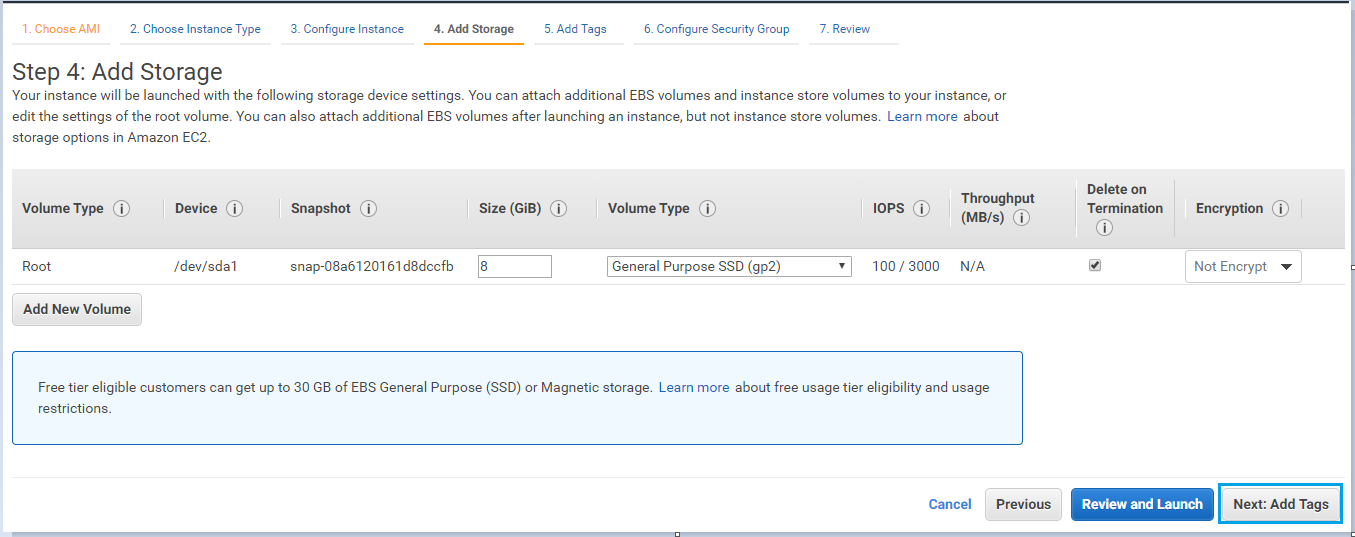 1. Choose AMI 2. Choose Instance Type 3. Configure Instance 4. Add Storage 5. Add Tags 6. Configure Security Group 7. Review
Step 4: Add Storage
Your instance will be launched with the following storage device settings. You can attach additional EBS volumes and instance store volumes to your instance, or
edit the settings of the root volume. You can also attach additional EBS volumes after launching an instance, but not instance store volumes. Learn more about
storage options in Amazon EC2.
Volume Type i Device i Snapshot i Size (GiB) i Volume Type i IOPS i Throughput (MB/s) i Delete on Termination i Encryption i
Root /dev/sda1 snap-08a6120161d8dccfb 8 General Purpose SSD (gp2) 100 / 3000 N/A Not Encrypt
Add New Volume
Free tier eligible customers can get up to 30 GB of EBS General Purpose (SSD) or Magnetic storage. Learn more about free usage tier eligibility and usage
restrictions.
Cancel Previous Review and Launch Next: Add Tags